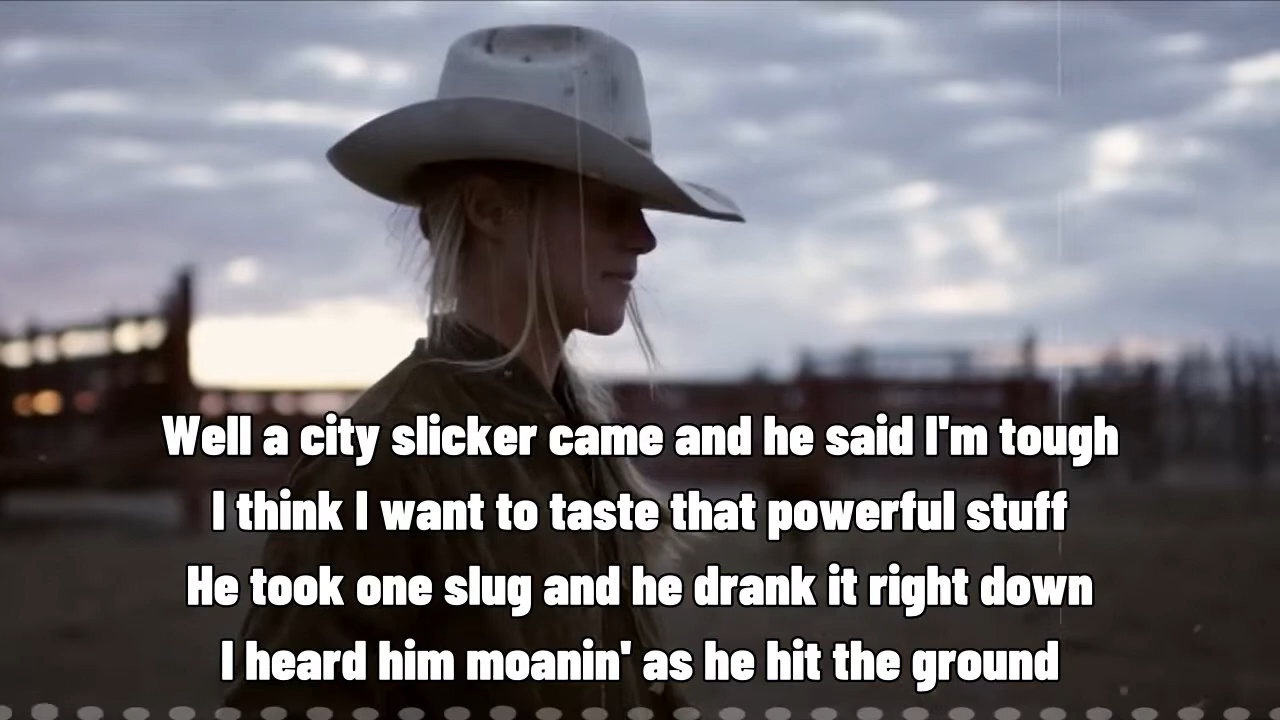 Well a city slicker came and he said I'm tough
I think I want to taste that powerful stuff
He took one slug and he drank it right down
I heard him moanin' as he hit the ground